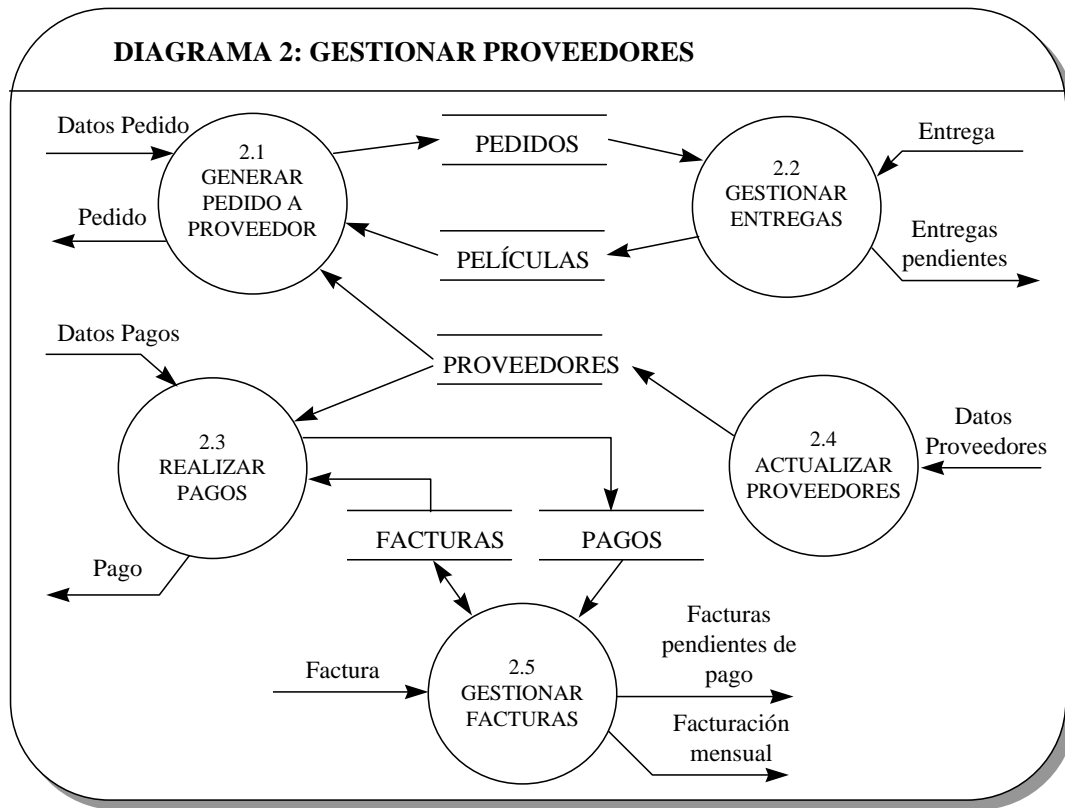 DIAGRAMA 2: GESTIONAR PROVEEDORES
Datos Pedido
2.1
GENERAR
PEDIDO A
PROVEEDOR
Pedido
PEDIDOS
PELÍCULAS
2.2
GESTIONAR
ENTREGAS
Entrega
Entregas
pendientes
Datos Pagos
PROVEEDORES
2.3
REALIZAR
PAGOS
Pago
2.4
ACTUALIZAR
PROVEEDORES
Datos
Proveedores
FACTURAS
PAGOS
Factura
2.5
GESTIONAR
FACTURAS
Facturas
pendientes de
pago
Facturación
mensual